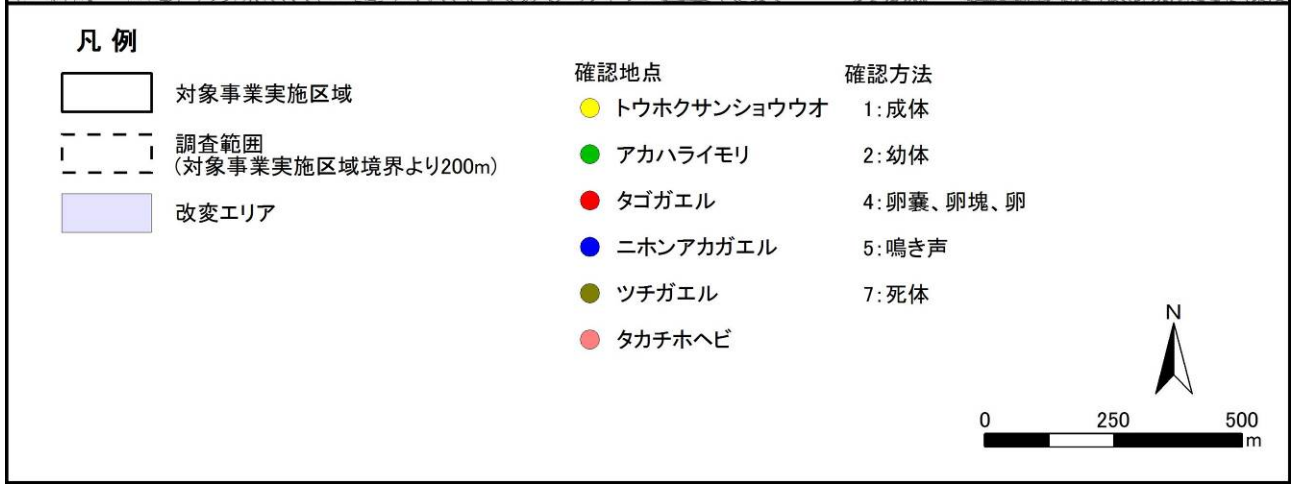 凡例
対象事業実施区域
調査範囲
(対象事業実施区域境界より200m)
改変エリア
確認地点
トウホクサンショウウオ
アカハライモリ
タゴガエル
ニホンアカガエル
ツチガエル
タカチホヘビ
確認方法
1:成体
2:幼体
4:卵嚢、卵塊、卵
5:鳴き声
7:死体
N
0 250 500
m